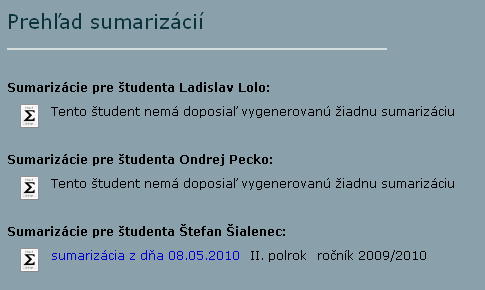 Prehľad sumarizácií
Sumarizácie pre študenta Ladislav Lolo:
Tento študent nemá doposiaľ vygenerovanú žiadnu sumarizáciu
Sumarizácie pre študenta Ondrej Pecko:
Tento študent nemá doposiaľ vygenerovanú žiadnu sumarizáciu
Sumarizácie pre študenta Štefan Šialenec:
sumarizácia z dňa 08.05.2010 II. polrok ročník 2009/2010